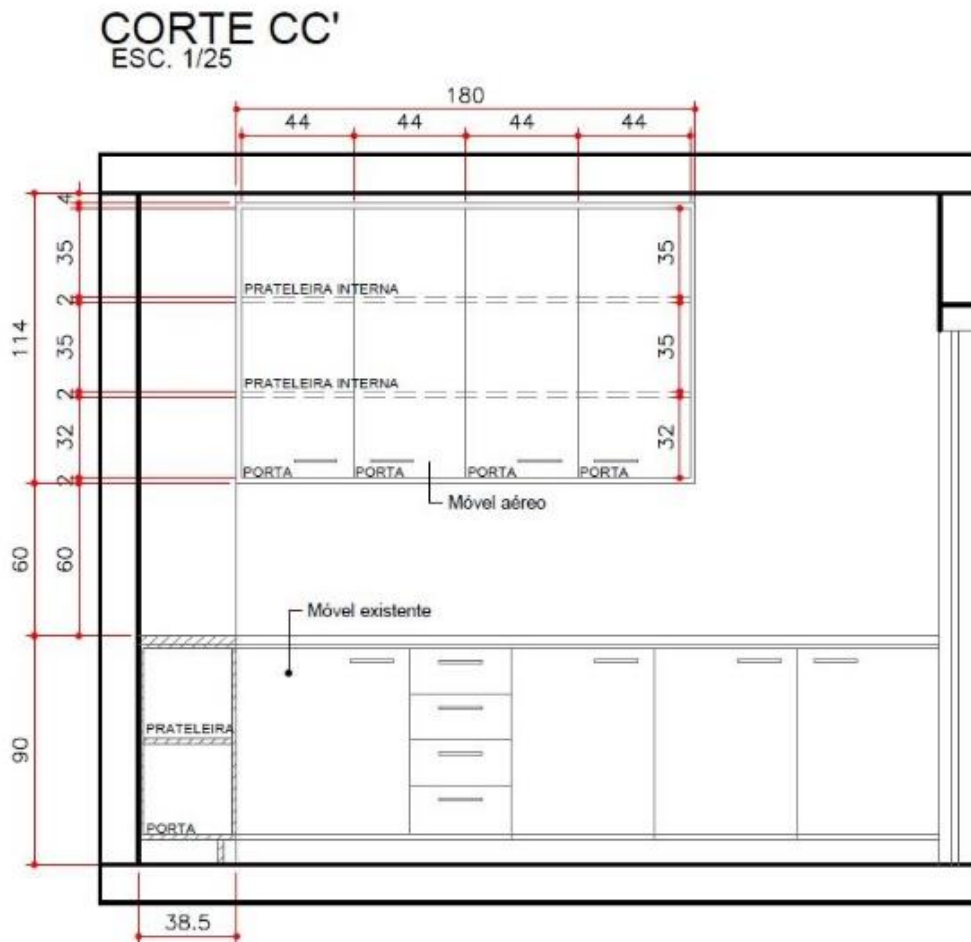 CORTE CC'
ESC. 1/25
180
44 44 44 44
4
35 35
PRATELEIRA INTERNA
2
114
35 35
PRATELEIRA INTERNA
2
32 32
PORTA PORTA PORTA PORTA
2
Móvel aéreo
60 60
Móvel existente
PRATELEIRA
90
PORTA
38.5